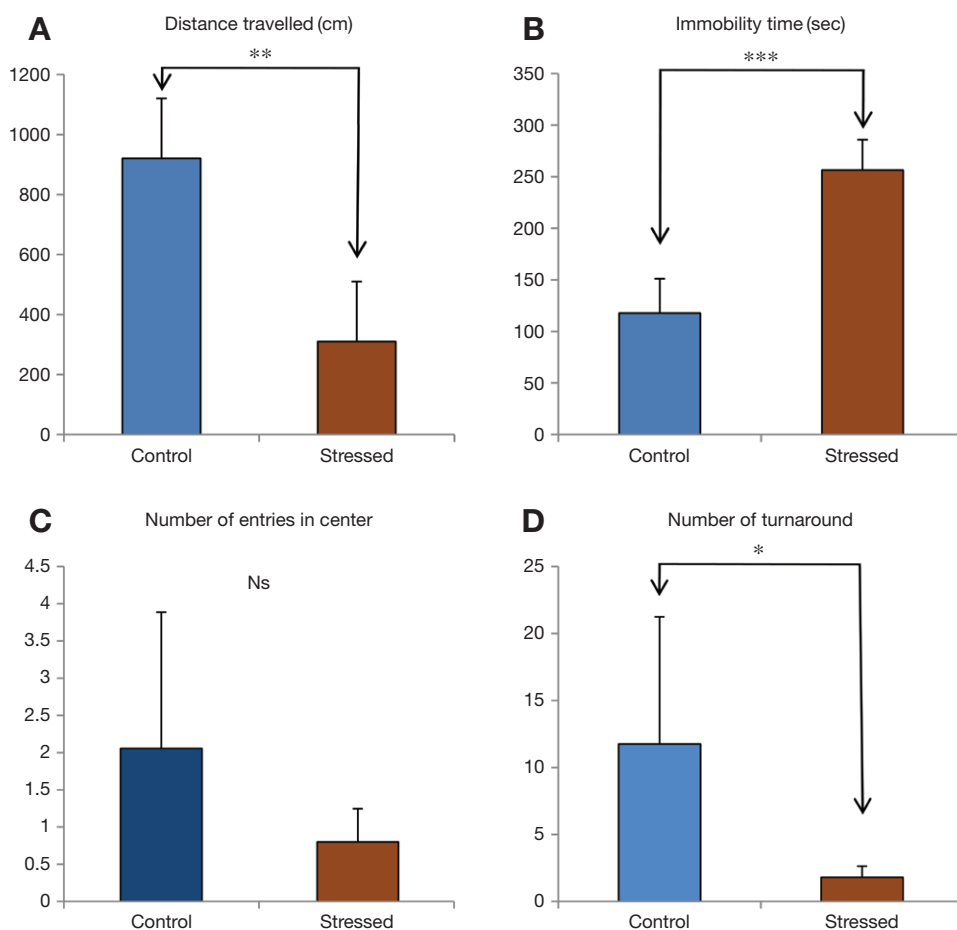 A
Distance travelled (cm)
**
1200
1000
800
600
400
200
0
Control
Stressed
B
Immobility time (sec)
***
350
300
250
200
150
100
50
0
Control
Stressed
C
Number of entries in center
Ns
4.5
4
3.5
3
2.5
2
1.5
1
0.5
0
Control
Stressed
D
Number of turnaround
*
25
20
15
10
5
0
Control
Stressed